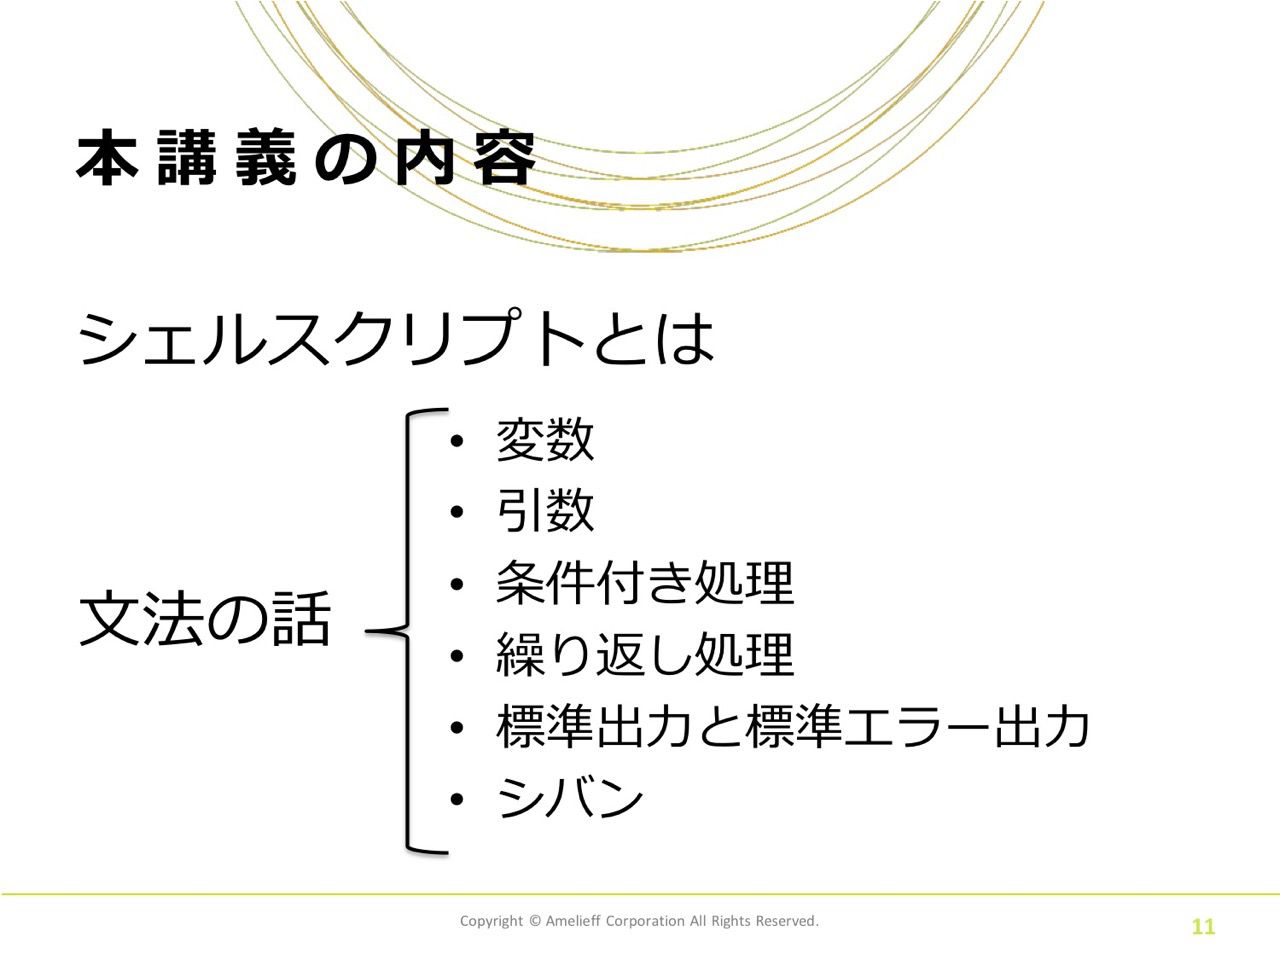 本講義の内容
シェルスクリプトとは
文法の話
• 変数
• 引数
• 条件付き処理
• 繰り返し処理
• 標準出力と標準エラー出力
• シバン
Copyright © Amelieff Corporation All Rights Reserved.
11